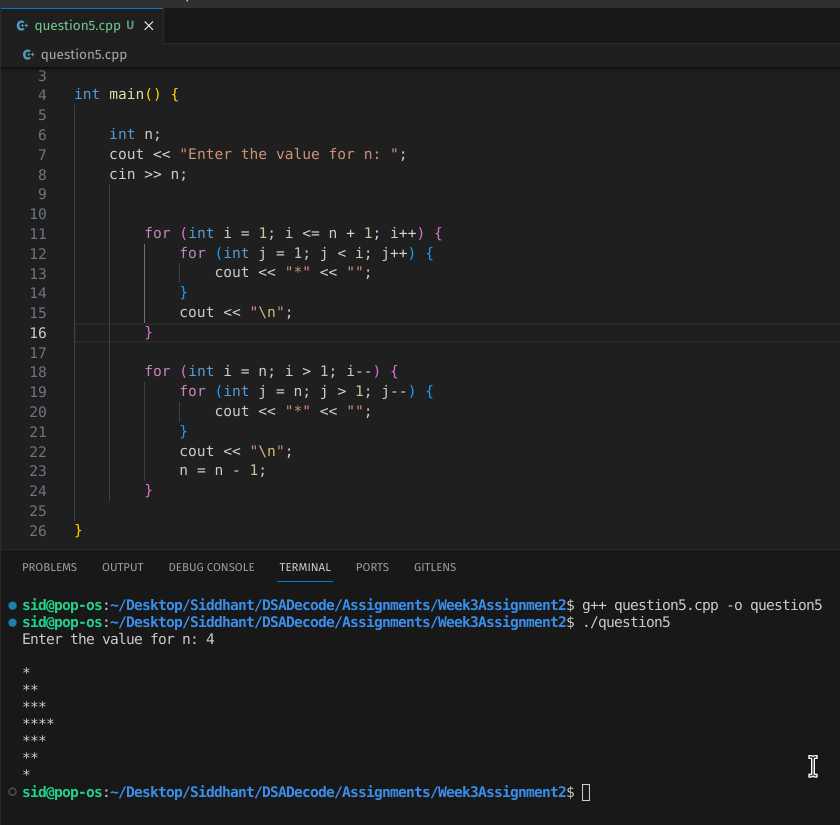 question5.cpp U
question5.cpp
3
4 int main() {
5
6     int n;
7     cout << "Enter the value for n: ";
8     cin >> n;
9
10
11         for (int i = 1; i <= n + 1; i++) {
12             for (int j = 1; j < i; j++) {
13                 cout << "*" << "";
14             }
15             cout << "\n";
16         }
17
18         for (int i = n; i > 1; i--) {
19             for (int j = n; j > 1; j--) {
20                 cout << "*" << "";
21             }
22             cout << "\n";
23             n = n - 1;
24         }
25
26 }
PROBLEMS OUTPUT DEBUG CONSOLE TERMINAL PORTS GITLENS
sid@pop-os:~/Desktop/Siddhant/DSADecode/Assignments/Week3Assignment2$ g++ question5.cpp -o question5
sid@pop-os:~/Desktop/Siddhant/DSADecode/Assignments/Week3Assignment2$ ./question5
Enter the value for n: 4

*
**
***
****
***
**
*
sid@pop-os:~/Desktop/Siddhant/DSADecode/Assignments/Week3Assignment2$